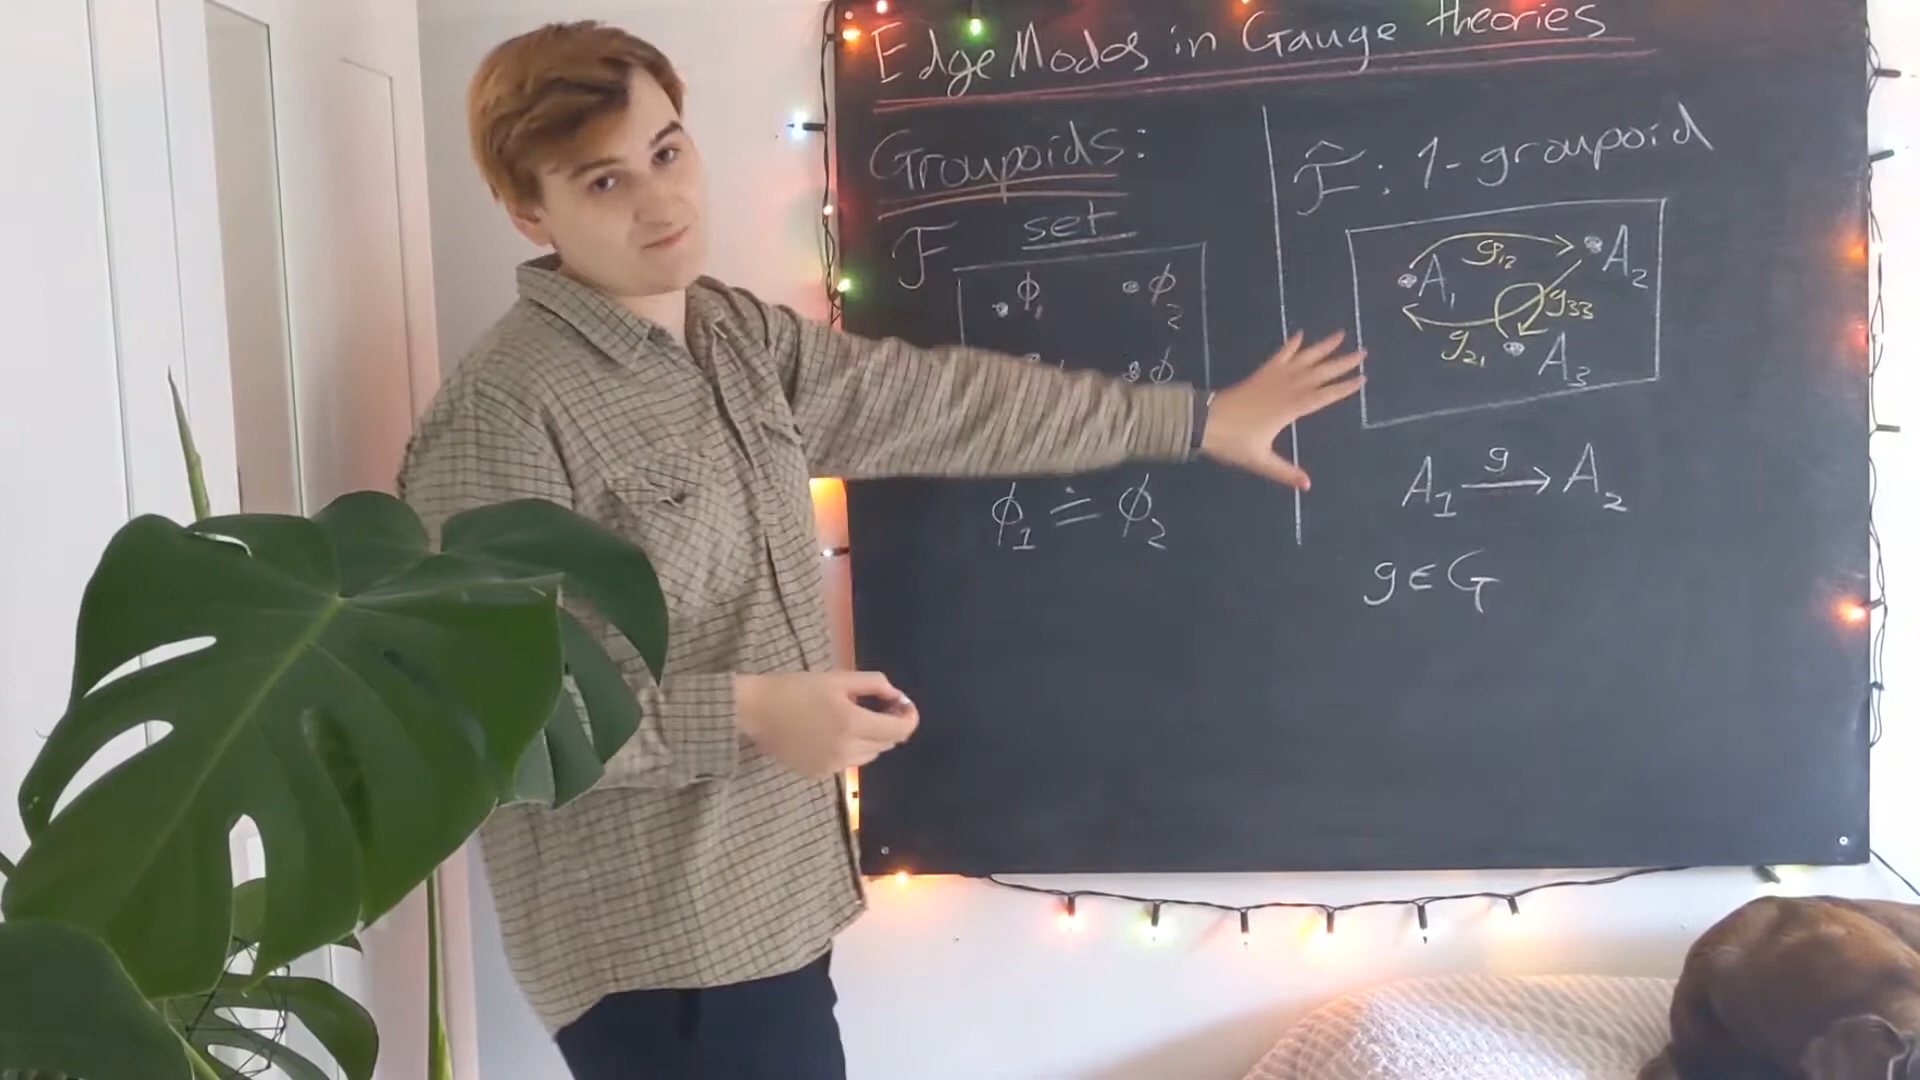 Edge Modes in Gauge theories
Groupoids:
F set
ϕ₁ ϕ₂
ϕ
ϕ₁ ≐ ϕ₂
F̂ : 1-groupoid
g₁₂
A₁ A₂
g₃₃
g₂₁ A₃
A₁ →^g A₂
g ∈ G